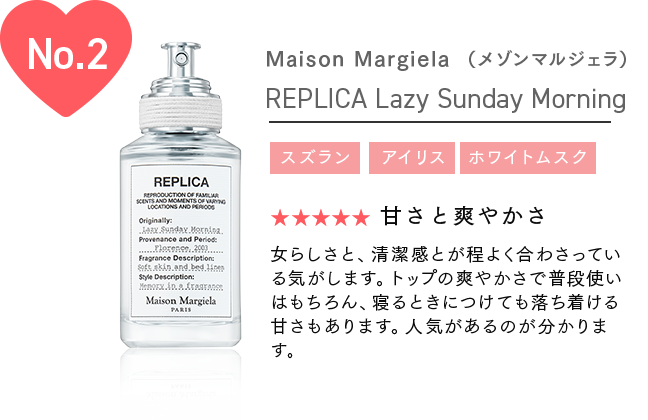 No.2
Maison Margiela （メゾンマルジェラ）
REPLICA Lazy Sunday Morning
スズラン アイリス ホワイトムスク
★★★★★ 甘さと爽やかさ
女らしさと、清潔感とが程よく合わさってい
る気がします。トップの爽やかさで普段使い
はもちろん、寝るときにつけても落ち着ける
甘さもあります。人気があるのが分かりま
す。
REPLICA
REPRODUCTION OF FAMILIAR
SCENTS AND MOMENTS OF VARYING
LOCATIONS AND PERIODS
Originally:
Lazy Sunday Morning
Provenance and Period:
Florence, 2003
Fragrance Description:
Soft skin and bed linen
Style Description:
Memory in a fragrance
Maison Margiela
PARIS